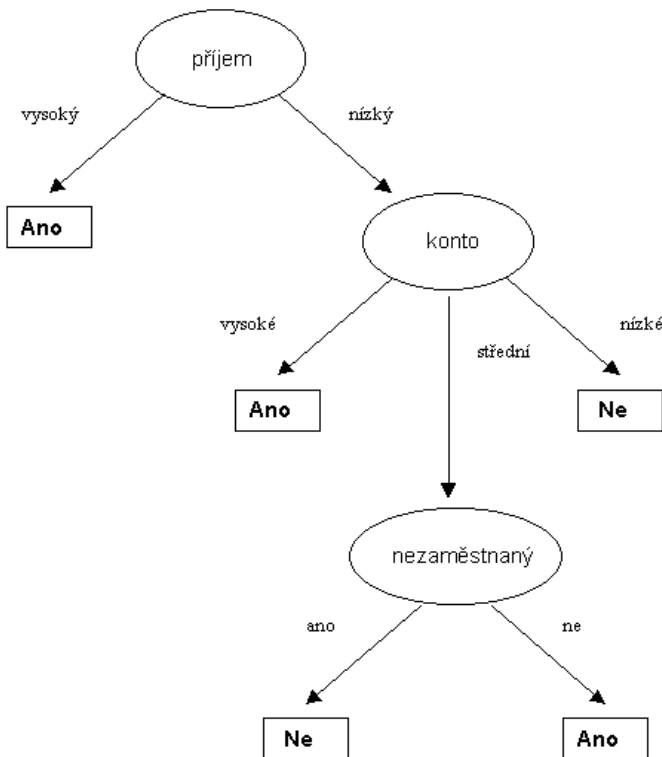 příjem
vysoký
nízký
Ano
konto
vysoké
střední
nízké
Ano
Ne
nezaměstnaný
ano
ne
Ne
Ano